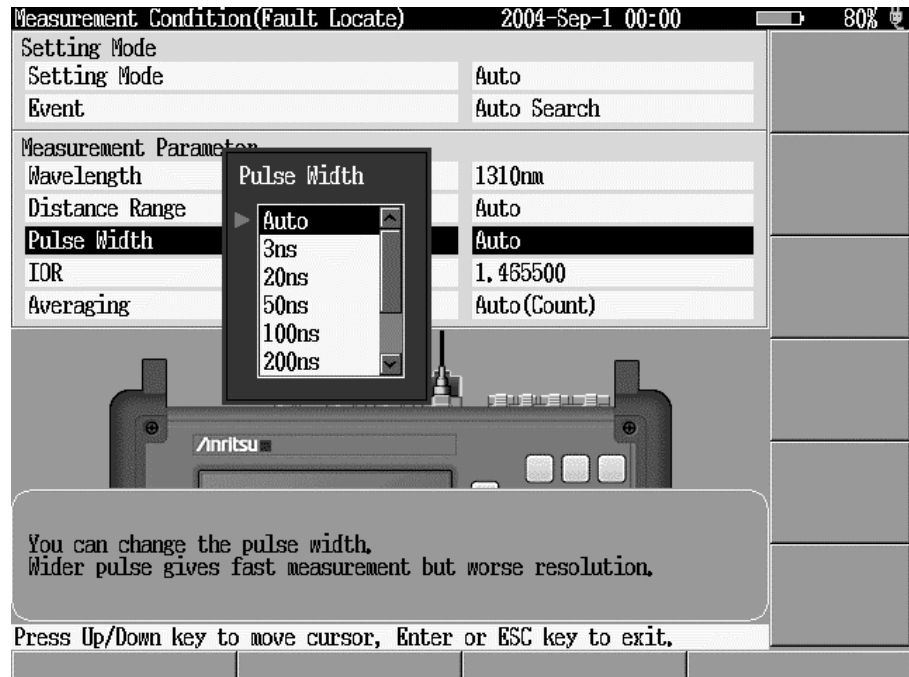 Measurement Condition(Fault Locate) 2004-Sep-1 00:00 80%
Setting Mode
Setting Mode Auto
Event Auto Search
Measurement Parameter
Wavelength 1310nm
Distance Range Auto
Pulse Width Auto
IOR 1.465500
Averaging Auto(Count)
Pulse Width
Auto
3ns
20ns
50ns
100ns
200ns
Anritsu
You can change the pulse width.
Wider pulse gives fast measurement but worse resolution.
Press Up/Down key to move cursor, Enter or ESC key to exit.